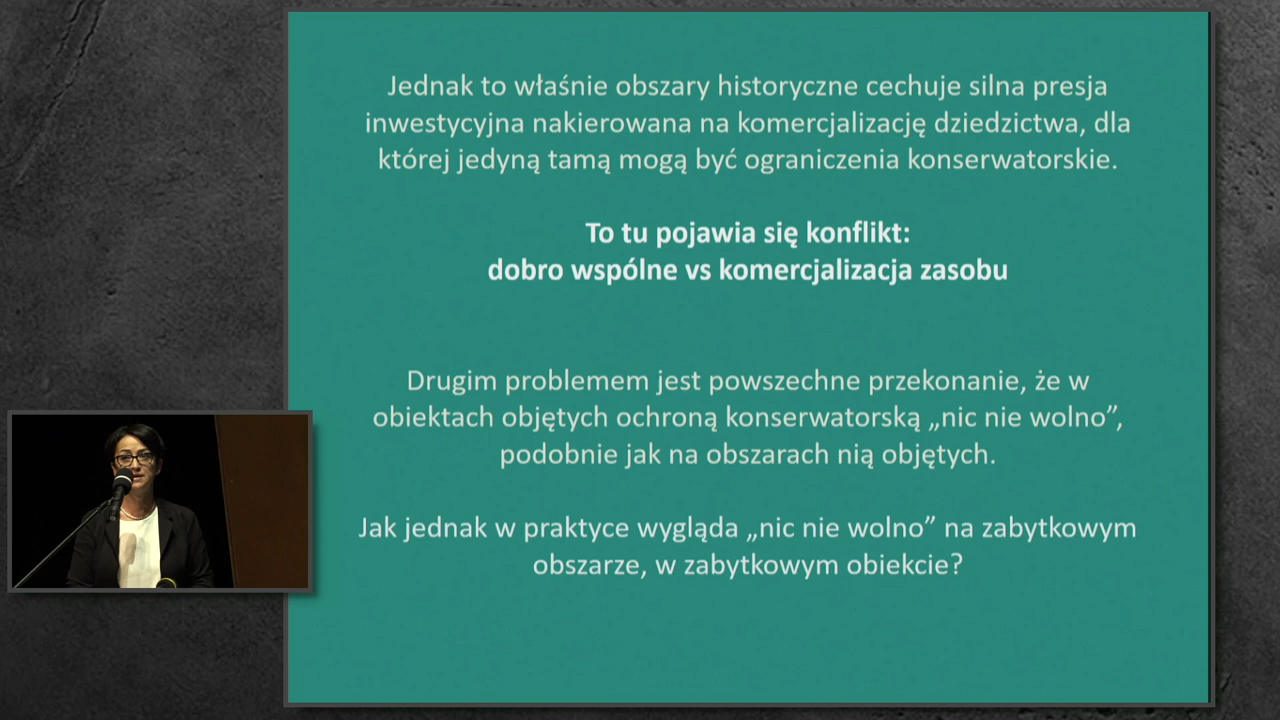 Jednak to właśnie obszary historyczne cechuje silna presja
inwestycyjna nakierowana na komercjalizację dziedzictwa, dla
której jedyną tamą mogą być ograniczenia konserwatorskie.
To tu pojawia się konflikt:
dobro wspólne vs komercjalizacja zasobu
Drugim problemem jest powszechne przekonanie, że w
obiektach objętych ochroną konserwatorską „nic nie wolno”,
podobnie jak na obszarach nią objętych.
Jak jednak w praktyce wygląda „nic nie wolno” na zabytkowym
obszarze, w zabytkowym obiekcie?